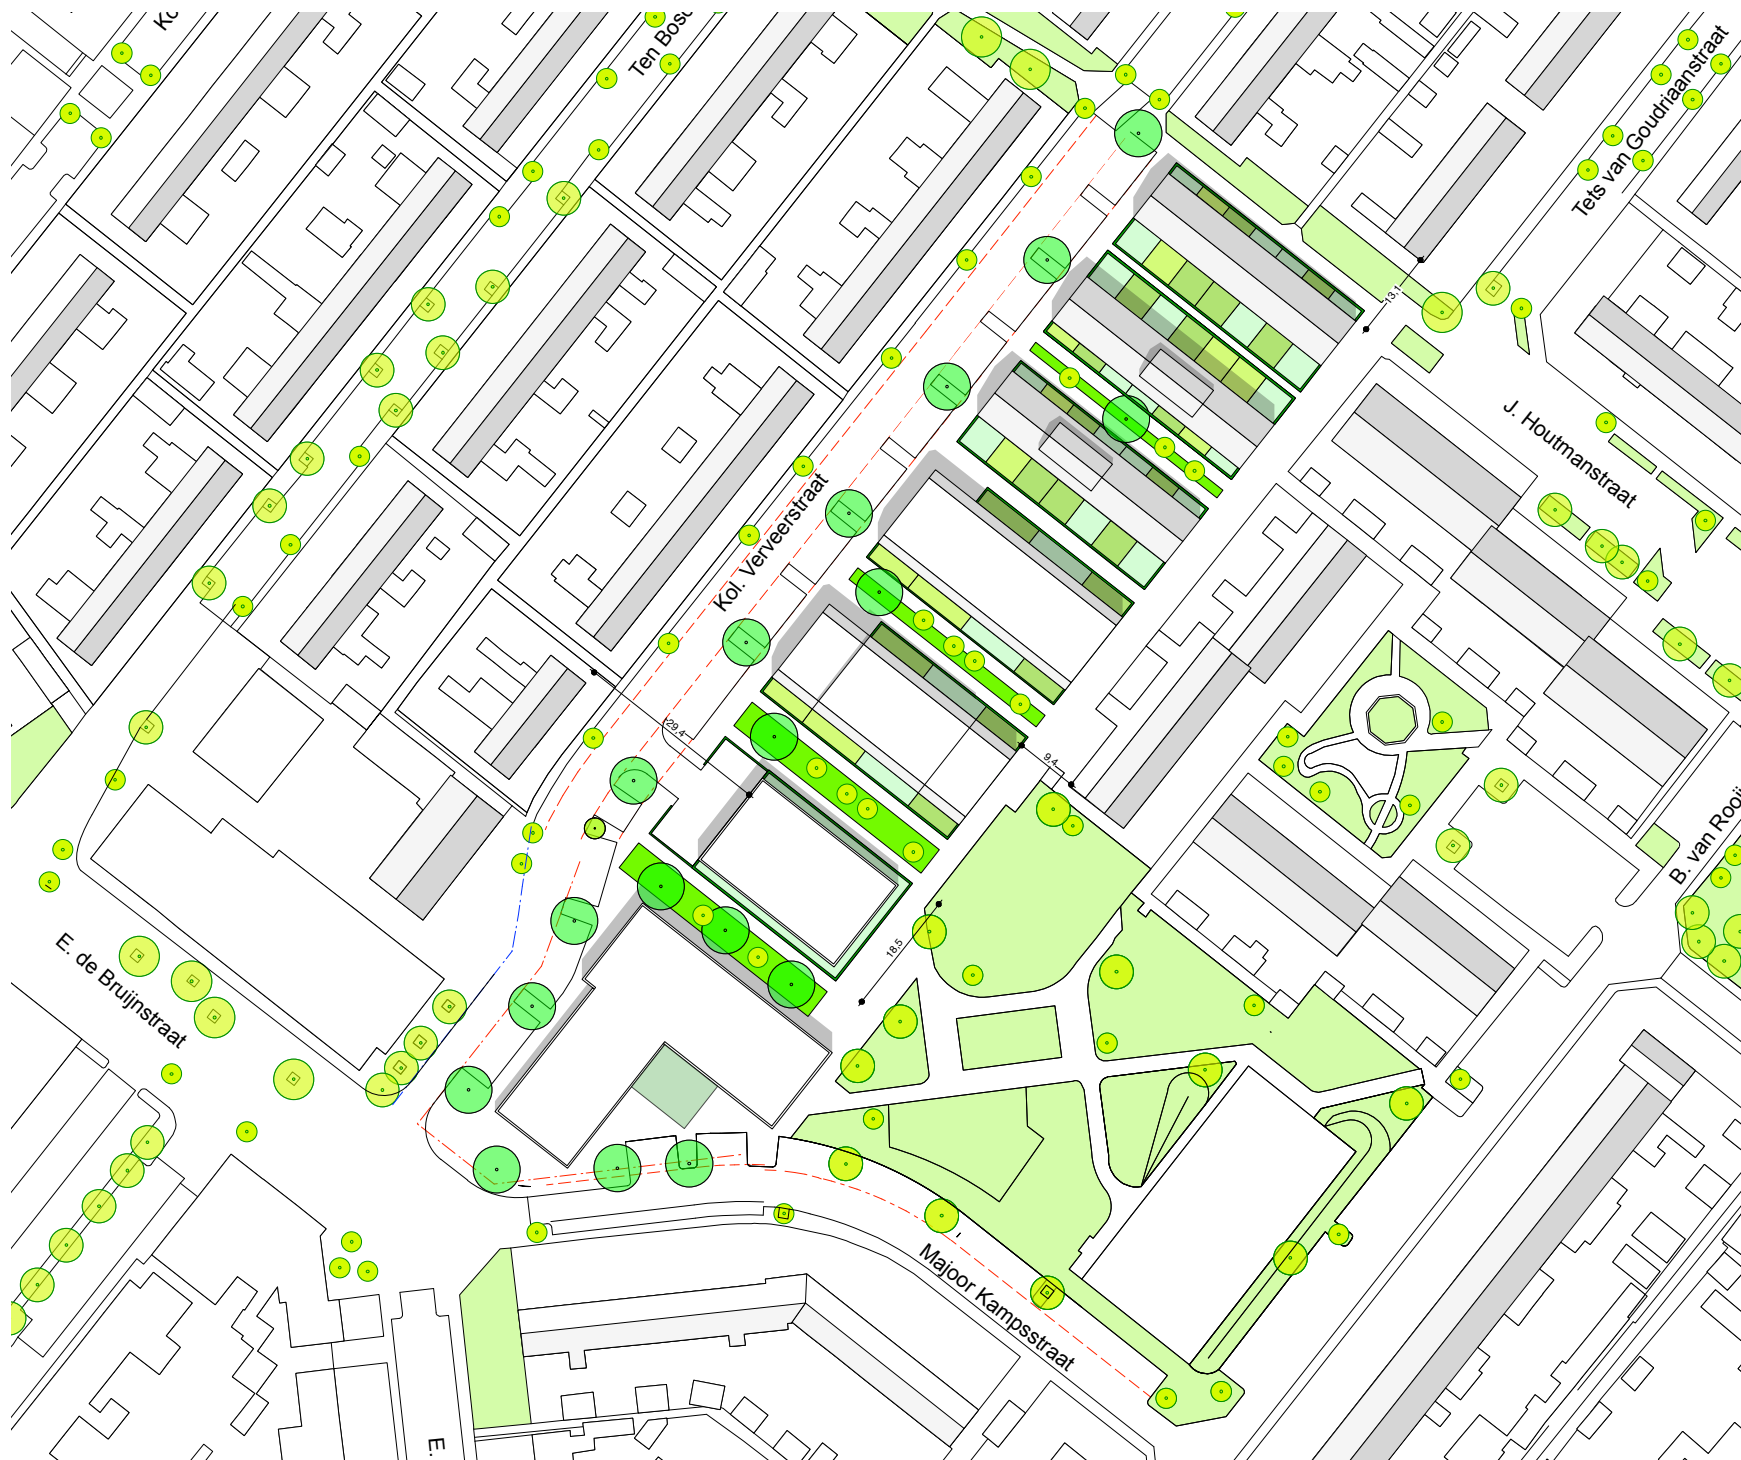 Ten Bosc
Tets van Goudriaanstraat
13.1
J. Houtmanstraat
Kol. Verveerstraat
29.4
9.4
B. van Rooij
18.5
E. de Bruijnstraat
Majoor Kampsstraat
E.